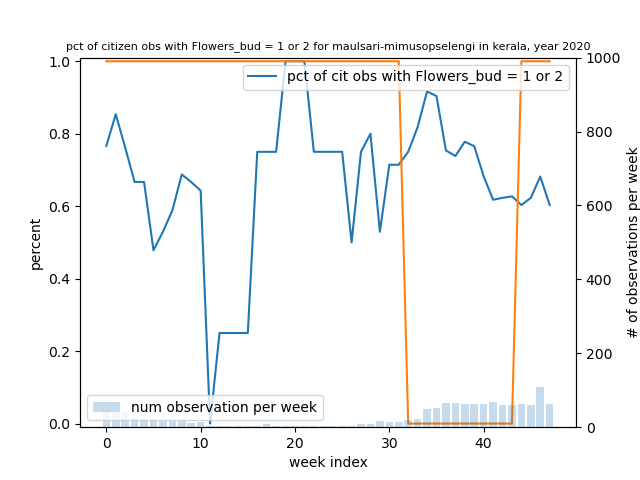 pct of citizen obs with Flowers_bud = 1 or 2 for maulsari-mimusopselengi in kerala, year 2020
pct of cit obs with Flowers_bud = 1 or 2
num observation per week
percent
# of observations per week
week index
1.0
0.8
0.6
0.4
0.2
0.0
1000
800
600
400
200
0
0
10
20
30
40